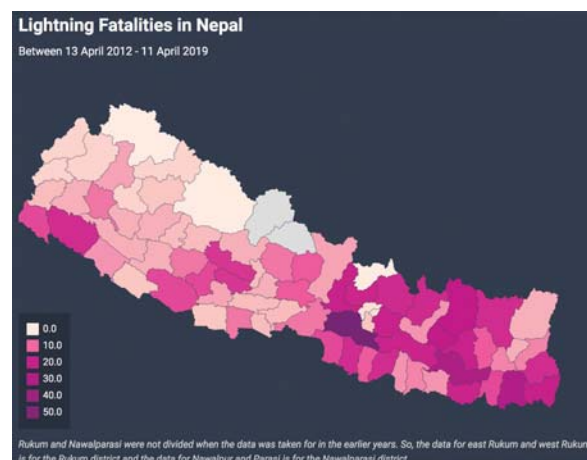 Lightning Fatalities in Nepal
Between 13 April 2012 - 11 April 2019
0.0
10.0
20.0
30.0
40.0
50.0
Rukum and Nawalparasi were not divided when the data was taken for in the earlier years. So, the data for east Rukum and west Rukum
is for the Rukum district and the data for Nawalpur and Parasi is for the Nawalparasi district